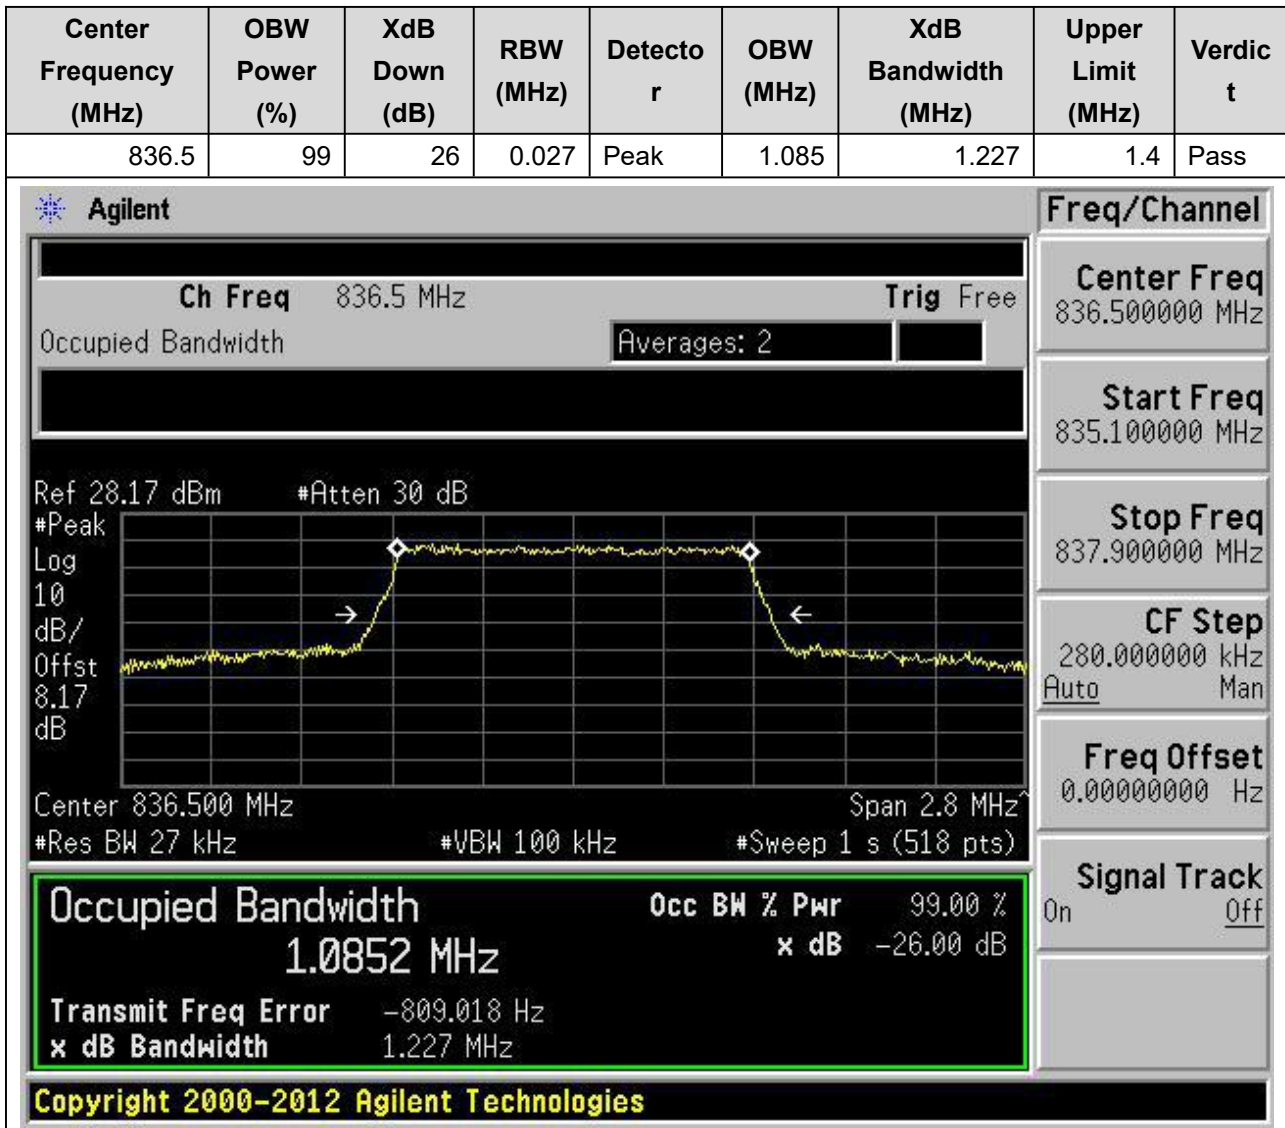 Center Frequency (MHz) OBW Power (%) XdB Down (dB) RBW (MHz) Detecto r OBW (MHz) XdB Bandwidth (MHz) Upper Limit (MHz) Verdic t
836.5 99 26 0.027 Peak 1.085 1.227 1.4 Pass
Agilent
Freq/Channel
Ch Freq 836.5 MHz Trig Free
Occupied Bandwidth Averages: 2
Center Freq
836.500000 MHz
Start Freq
835.100000 MHz
Stop Freq
837.900000 MHz
CF Step
280.000000 kHz
Auto Man
Freq Offset
0.00000000 Hz
Signal Track
On Off
Ref 28.17 dBm #Atten 30 dB
#Peak
Log
10
dB/
Offst
8.17
dB
Center 836.500 MHz Span 2.8 MHz^
#Res BW 27 kHz #VBW 100 kHz #Sweep 1 s (518 pts)
Occupied Bandwidth Occ BW % Pwr 99.00 %
1.0852 MHz x dB -26.00 dB
Transmit Freq Error -809.018 Hz
x dB Bandwidth 1.227 MHz
Copyright 2000-2012 Agilent Technologies